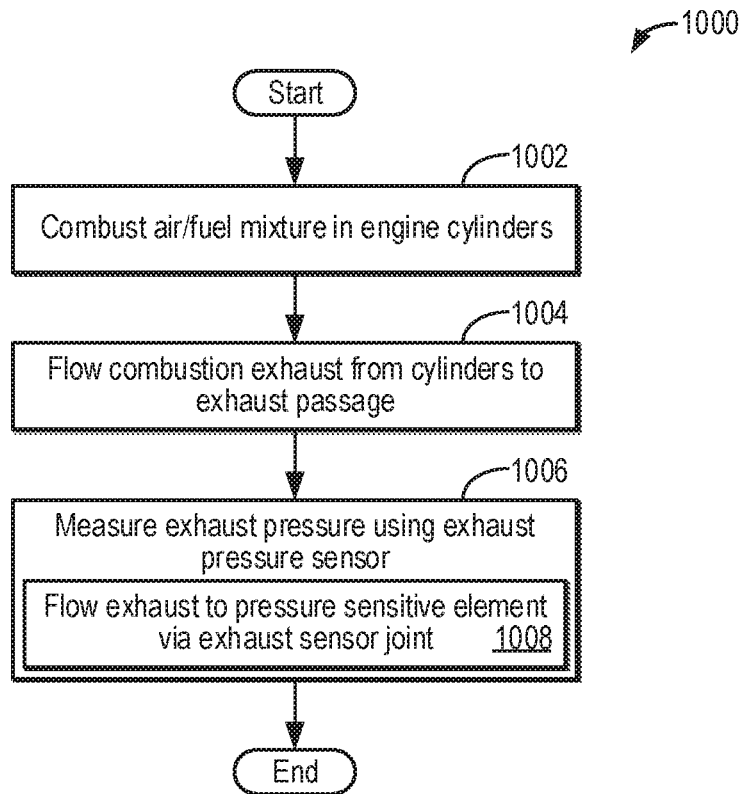 1000
Start
1002
Combust air/fuel mixture in engine cylinders
1004
Flow combustion exhaust from cylinders to
exhaust passage
1006
Measure exhaust pressure using exhaust
pressure sensor
Flow exhaust to pressure sensitive element
via exhaust sensor joint 1008
End